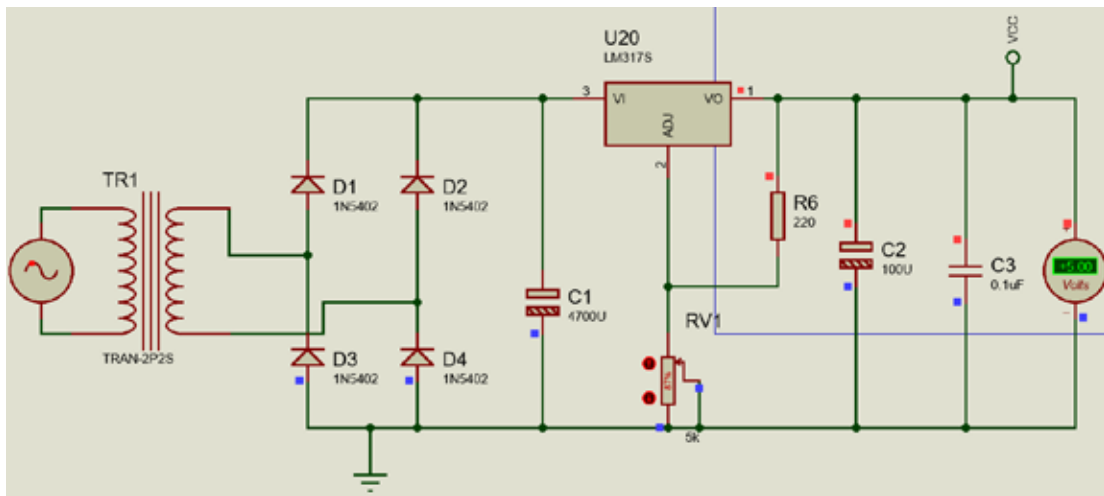 VCC
U20
LM317S
3
VI
VO
1
ADJ
2
TR1
D1
1N5402
D2
1N5402
R6
220
C2
100U
C3
0.1uF
+5.00
Volts
C1
4700U
RV1
TRAN-2P2S
D3
1N5402
D4
1N5402
5k